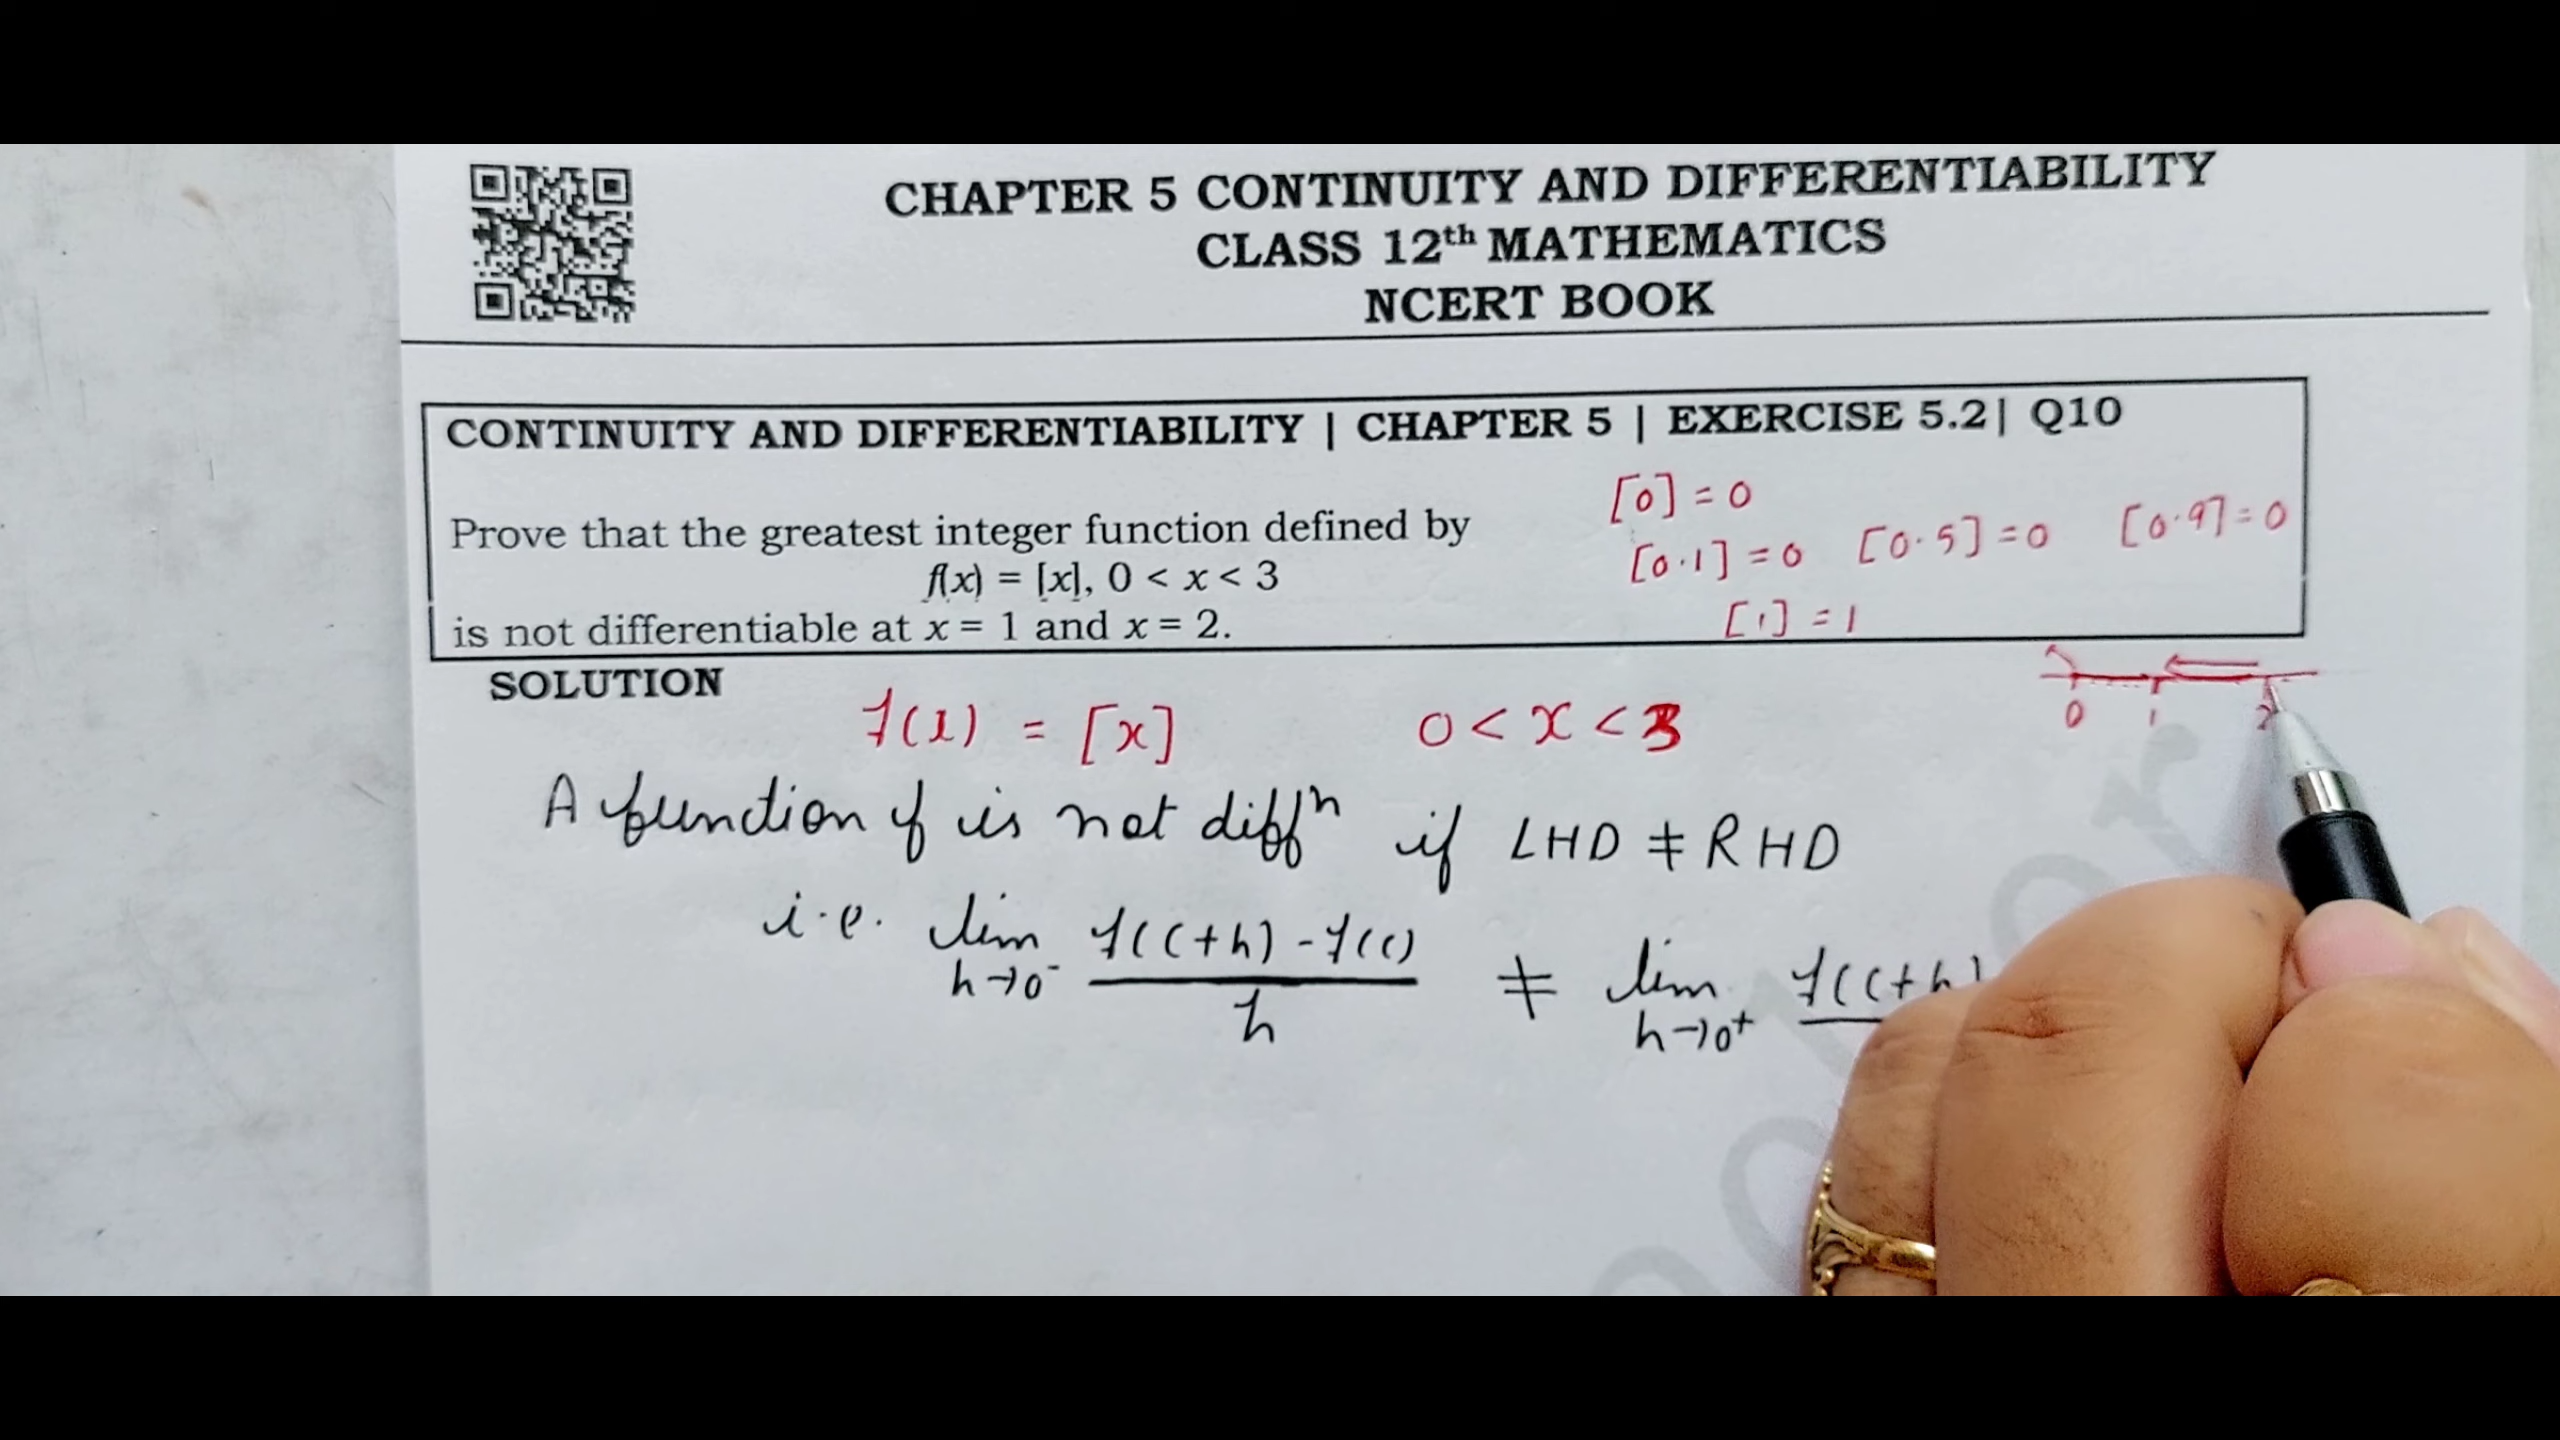 CHAPTER 5 CONTINUITY AND DIFFERENTIABILITY
CLASS 12th MATHEMATICS
NCERT BOOK
CONTINUITY AND DIFFERENTIABILITY | CHAPTER 5 | EXERCISE 5.2| Q10
Prove that the greatest integer function defined by
f(x) = [x], 0 < x < 3
is not differentiable at x = 1 and x = 2.
[0] = 0
[0.1] = 0 [0.5] = 0 [0.9] = 0
[1] = 1
SOLUTION
0 1 2
f(x) = [x] 0 < x < 3
A function f is not diffn if LHD ≠ RHD
i.e. lim h→0⁻ f(c+h) - f(c) / h ≠ lim h→0⁺ f(c+h)